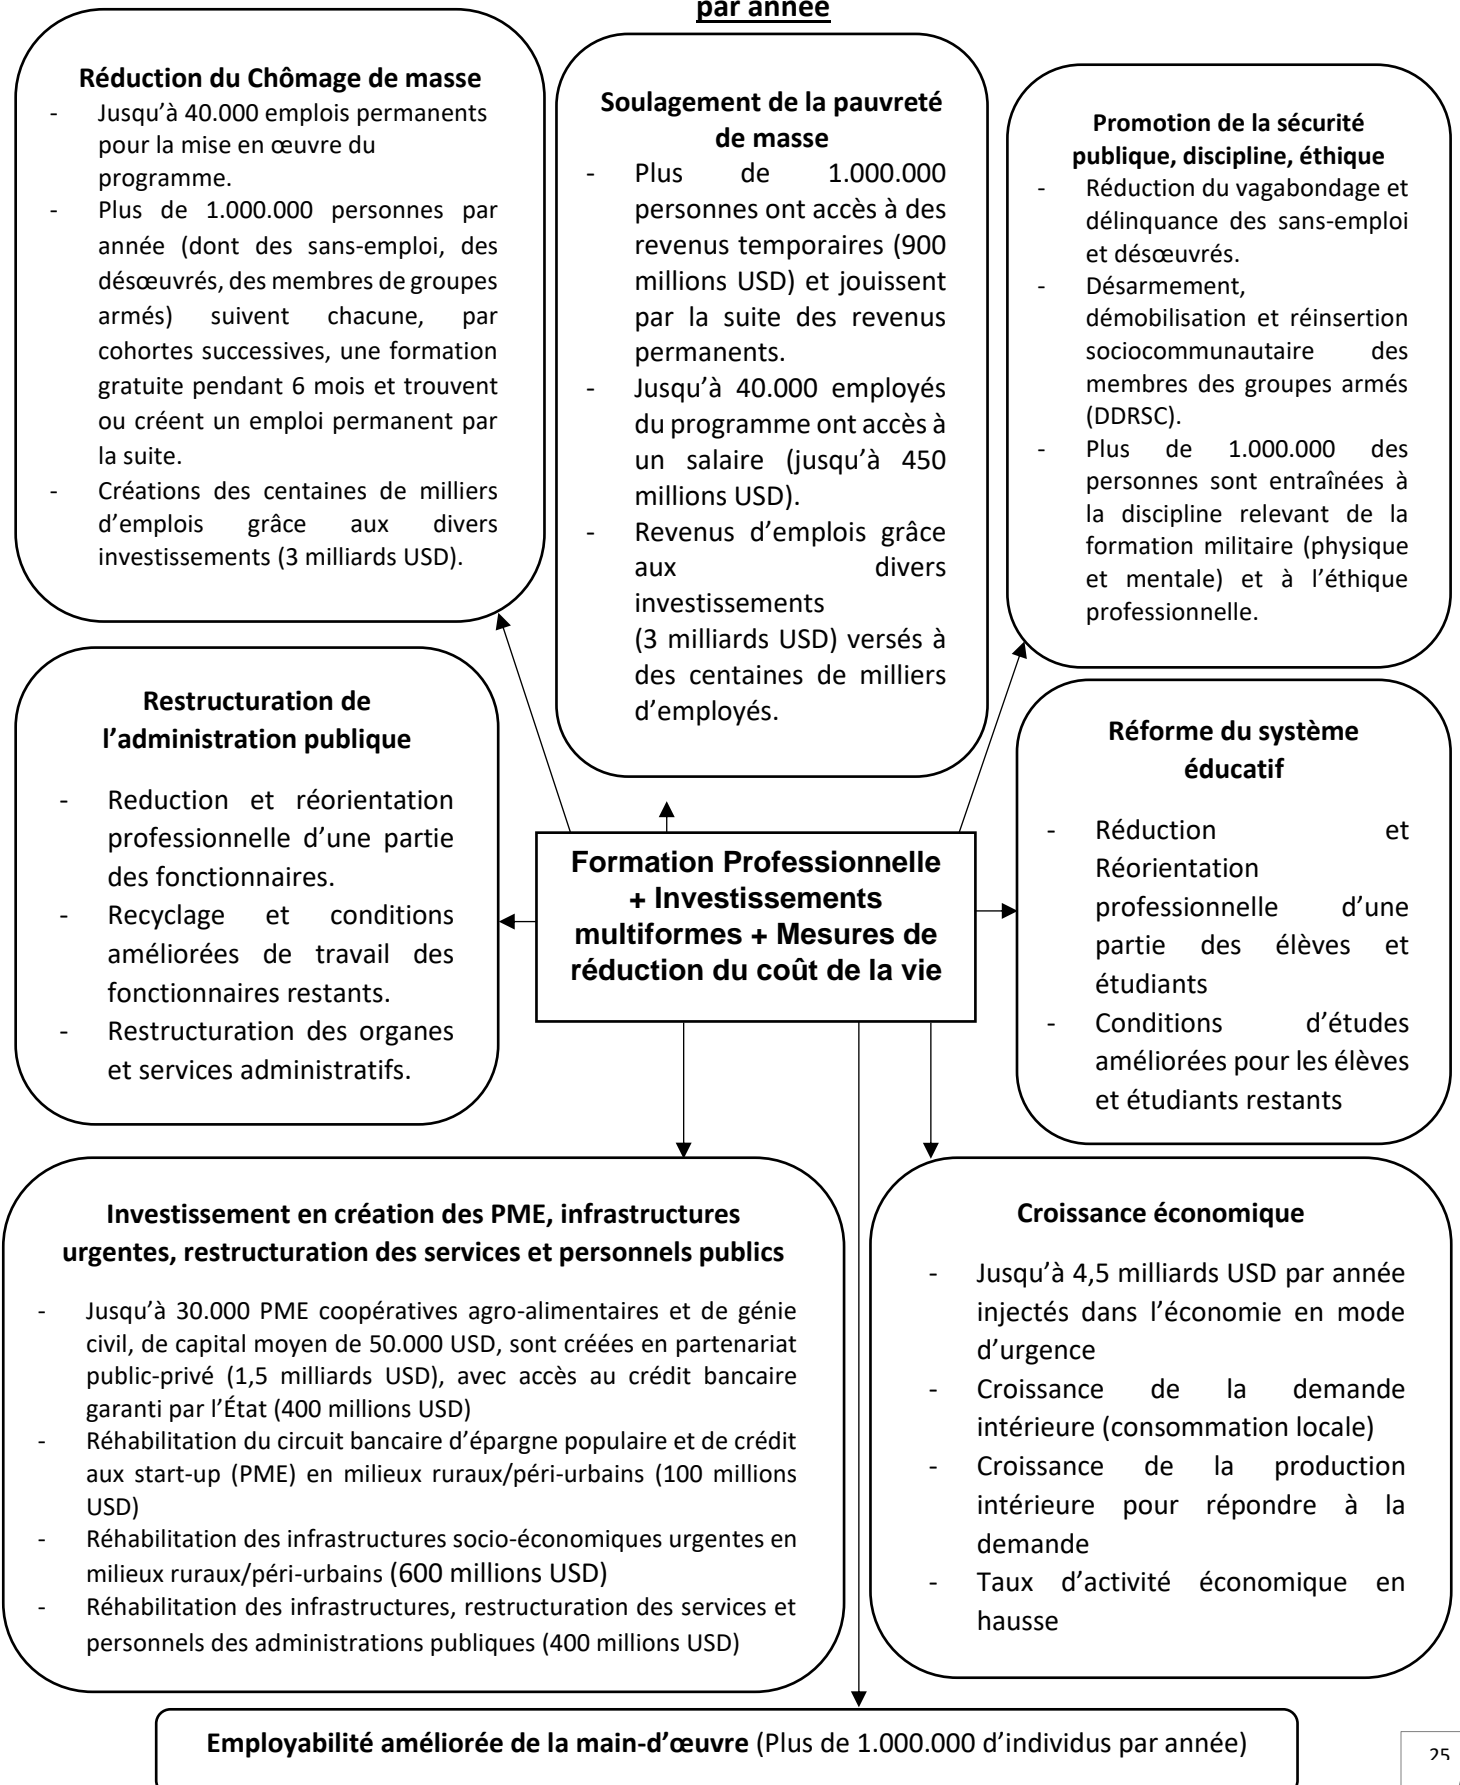 par année
Réduction du Chômage de masse
- Jusqu’à 40.000 emplois permanents
pour la mise en œuvre du
programme.
- Plus de 1.000.000 personnes par
année (dont des sans-emploi, des
désœuvrés, des membres de groupes
armés) suivent chacune, par
cohortes successives, une formation
gratuite pendant 6 mois et trouvent
ou créent un emploi permanent par
la suite.
- Créations des centaines de milliers
d’emplois grâce aux divers
investissements (3 milliards USD).
Soulagement de la pauvreté
de masse
- Plus de 1.000.000
personnes ont accès à des
revenus temporaires (900
millions USD) et jouissent
par la suite des revenus
permanents.
- Jusqu’à 40.000 employés
du programme ont accès à
un salaire (jusqu’à 450
millions USD).
- Revenus d’emplois grâce
aux divers
investissements
(3 milliards USD) versés à
des centaines de milliers
d’employés.
Promotion de la sécurité
publique, discipline, éthique
- Réduction du vagabondage et
délinquance des sans-emploi
et désœuvrés.
- Désarmement,
démobilisation et réinsertion
sociocommunautaire des
membres des groupes armés
(DDRSC).
- Plus de 1.000.000 des
personnes sont entraînées à
la discipline relevant de la
formation militaire (physique
et mentale) et à l’éthique
professionnelle.
Restructuration de
l’administration publique
- Reduction et réorientation
professionnelle d’une partie
des fonctionnaires.
- Recyclage et conditions
améliorées de travail des
fonctionnaires restants.
- Restructuration des organes
et services administratifs.
Formation Professionnelle
+ Investissements
multiformes + Mesures de
réduction du coût de la vie
Réforme du système
éducatif
- Réduction et
Réorientation
professionnelle d’une
partie des élèves et
étudiants
- Conditions d’études
améliorées pour les élèves
et étudiants restants
Investissement en création des PME, infrastructures
urgentes, restructuration des services et personnels publics
- Jusqu’à 30.000 PME coopératives agro-alimentaires et de génie
civil, de capital moyen de 50.000 USD, sont créées en partenariat
public-privé (1,5 milliards USD), avec accès au crédit bancaire
garanti par l’État (400 millions USD)
- Réhabilitation du circuit bancaire d’épargne populaire et de crédit
aux start-up (PME) en milieux ruraux/péri-urbains (100 millions
USD)
- Réhabilitation des infrastructures socio-économiques urgentes en
milieux ruraux/péri-urbains (600 millions USD)
- Réhabilitation des infrastructures, restructuration des services et
personnels des administrations publiques (400 millions USD)
Croissance économique
- Jusqu’à 4,5 milliards USD par année
injectés dans l’économie en mode
d’urgence
- Croissance de la demande
intérieure (consommation locale)
- Croissance de la production
intérieure pour répondre à la
demande
- Taux d’activité économique en
hausse
Employabilité améliorée de la main-d’œuvre (Plus de 1.000.000 d’individus par année)
25